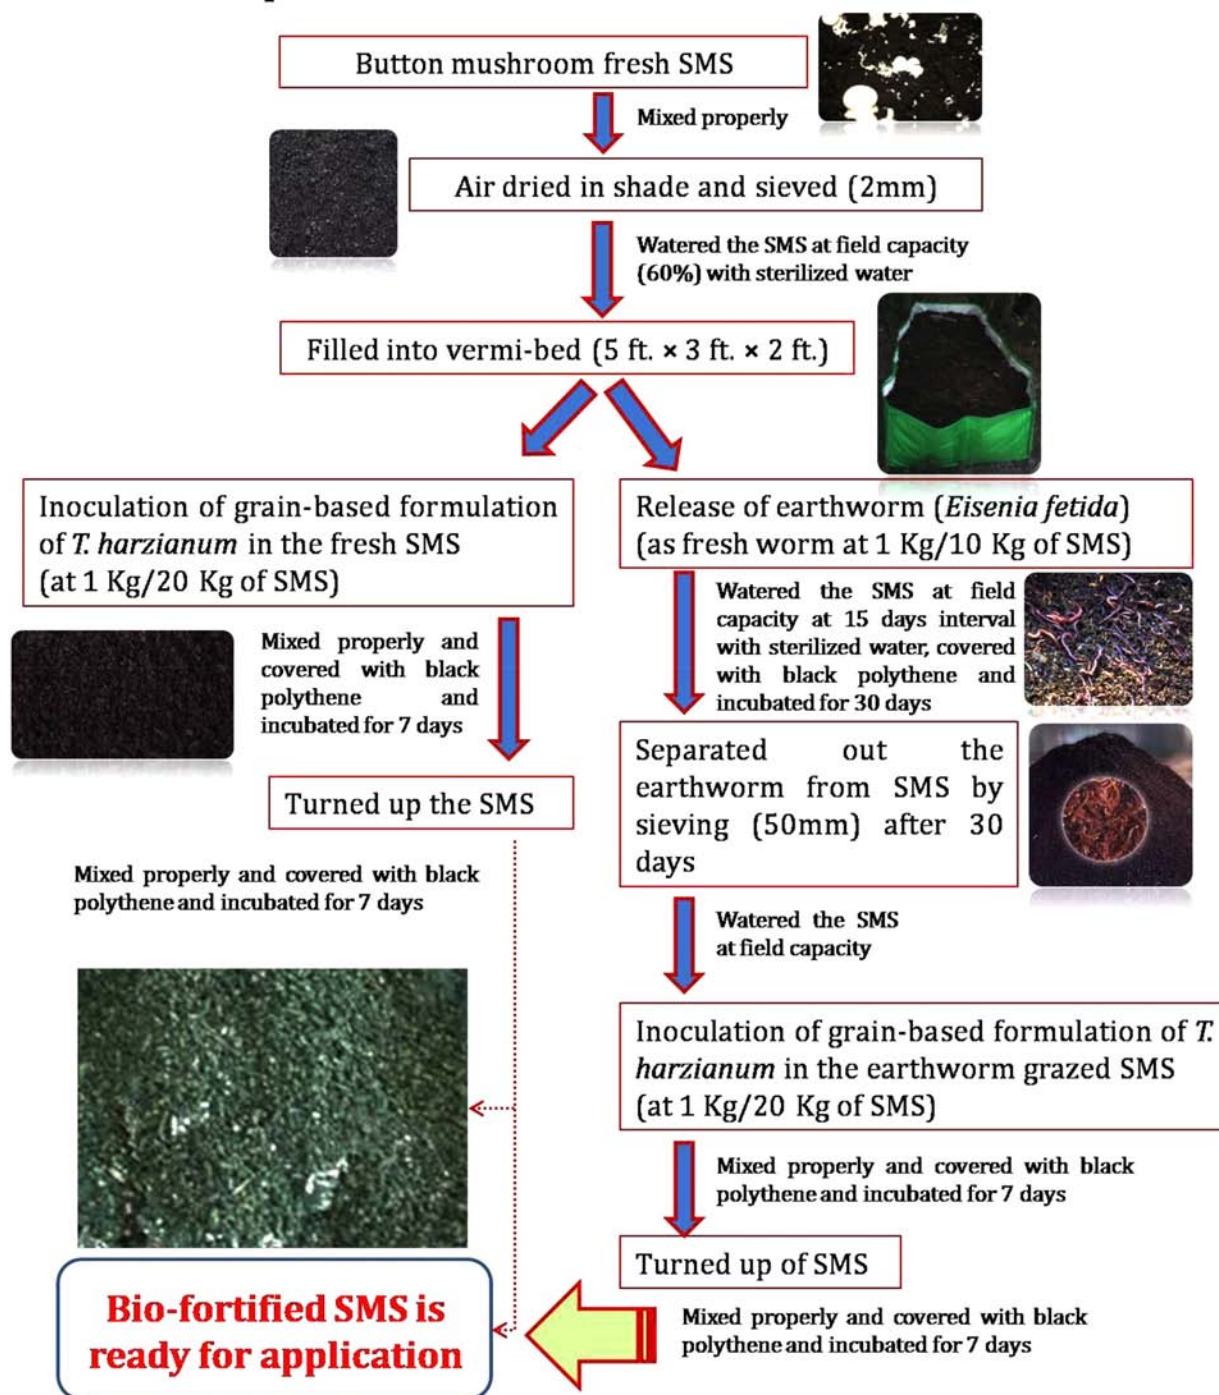 Button mushroom fresh SMS
Mixed properly
Air dried in shade and sieved (2mm)
Watered the SMS at field capacity
(60%) with sterilized water
Filled into vermi-bed (5 ft. × 3 ft. × 2 ft.)
Inoculation of grain-based formulation
of T. harzianum in the fresh SMS
(at 1 Kg/20 Kg of SMS)
Mixed properly and
covered with black
polythene and
incubated for 7 days
Turned up the SMS
Mixed properly and covered with black
polythene and incubated for 7 days
Release of earthworm (Eisenia fetida)
(as fresh worm at 1 Kg/10 Kg of SMS)
Watered the SMS at field
capacity at 15 days interval
with sterilized water, covered
with black polythene and
incubated for 30 days
Separated out the
earthworm from SMS by
sieving (50mm) after 30
days
Watered the SMS
at field capacity
Inoculation of grain-based formulation of T.
harzianum in the earthworm grazed SMS
(at 1 Kg/20 Kg of SMS)
Mixed properly and covered with black
polythene and incubated for 7 days
Turned up of SMS
Mixed properly and covered with black
polythene and incubated for 7 days
Bio-fortified SMS is
ready for application